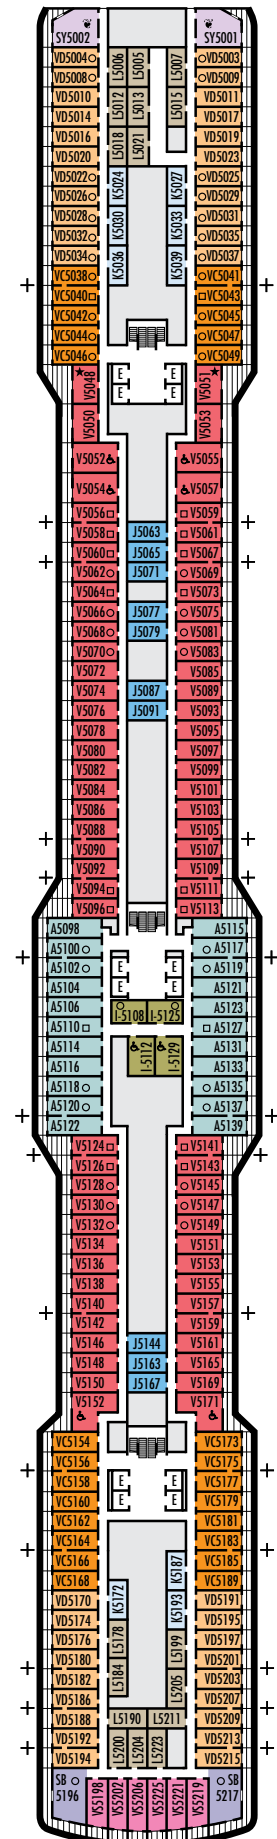 SY5002 SY5001
VD5004 L5006 L5005 L5007 VD5003
VD5008 VD5009
VD5010 L5012 L5013 L5015 VD5011
VD5014 VD5017
VD5016 L5018 L5021 VD5019
VD5020 VD5023
VD5022 K5024 K5027 VD5025
VD5026 VD5029
VD5028 K5030 K5033 VD5031
VD5032 VD5035
VD5034 K5036 K5039 VD5037
VC5038 VC5041
VC5040 VC5043
VC5042 VC5045
VC5044 VC5047
VC5046 VC5049
V5048 E E V5051
E E
V5050 V5053
V5052 V5055
V5054 V5057
V5056 V5059
V5058 J5063 V5061
V5060 J5065 V5067
V5062 J5071 V5069
V5064 V5073
V5066 J5077 V5075
V5068 J5079 V5081
V5070 V5083
V5072 V5085
V5074 J5087 V5089
V5076 J5091 V5093
V5078 V5095
V5080 V5097
V5082 V5099
V5084 V5101
V5086 V5103
V5088 V5105
V5090 V5107
V5092 V5109
V5094 V5111
V5096 V5113
A5098 A5115
A5100 A5117
A5102 E E A5119
A5104 E E A5121
A5106 I-5108 I-5125 A5123
A5110 A5127
A5114 I-5112 I-5129 A5131
A5116 A5133
A5118 A5135
A5120 A5137
A5122 A5139
V5124 V5141
V5126 V5143
V5128 V5145
V5130 V5147
V5132 V5149
V5134 V5151
V5136 V5153
V5138 V5155
V5140 V5157
V5142 V5159
V5146 J5144 V5161
V5148 J5163 V5165
V5150 J5167 V5169
V5152 V5171
VC5154 VC5173
VC5156 VC5175
VC5158 E E VC5177
VC5160 E E VC5179
VC5162 VC5181
VC5164 VC5183
VC5166 K5187 VC5185
VC5168 VC5189
VD5170 K5172 K5193 VD5191
VD5174 VD5195
VD5176 L5178 L5199 VD5197
VD5180 VD5201
VD5182 L5184 L5205 VD5203
VD5186 VD5207
VD5188 L5190 L5211 VD5209
VD5192 L5200 L5204 L5223 VD5213
VD5194 VD5215
SB SB
5196 VS5198 VS5202 VS5206 VS5225 VS5221 VS5219 5217